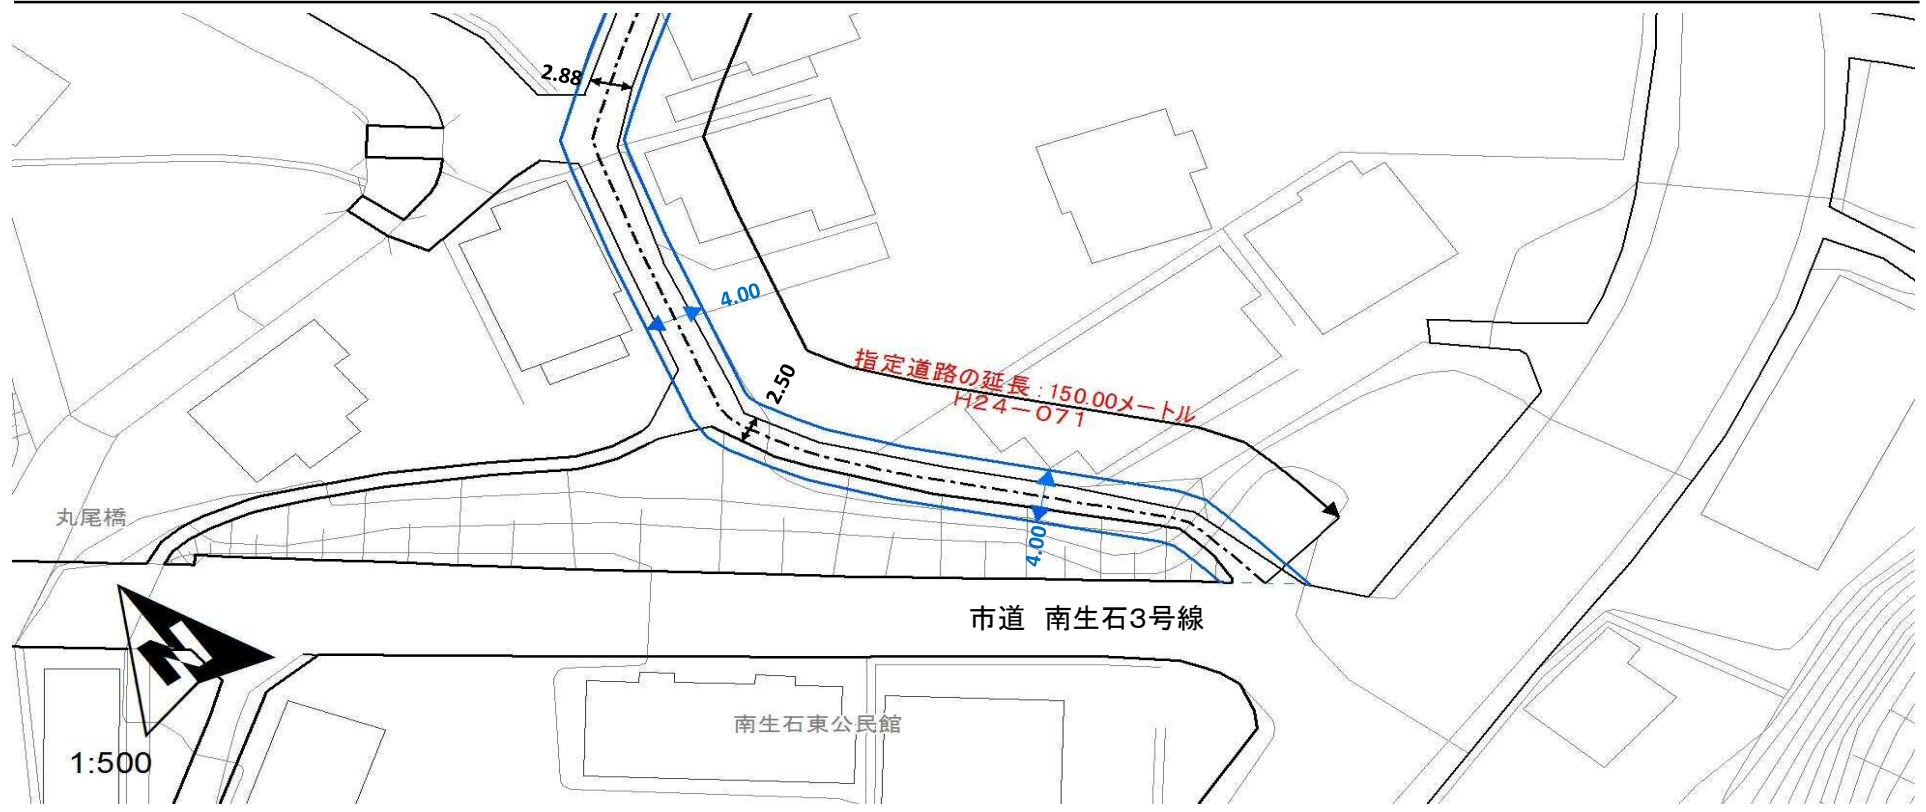 2.88
4.00
2.50
指定道路の延長：150.00メートル
H24－071
丸尾橋
4.00
市道 南生石3号線
N
南生石東公民館
1:500